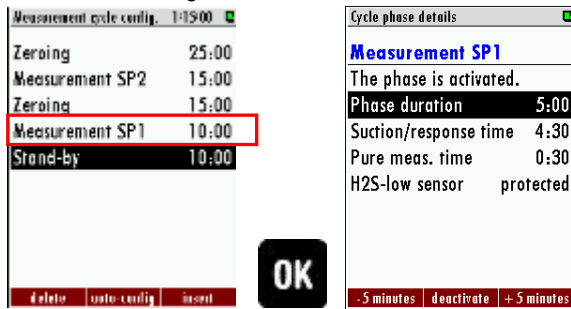 Measurement cycle config. 1:15:00
Zeroing 25:00
Measurement SP2 15:00
Zeroing 15:00
Measurement SP1 10:00
Stand-by 10:00
delete auto-config insert
OK
Cycle phase details
Measurement SP1
The phase is activated.
Phase duration 5:00
Suction/response time 4:30
Pure meas. time 0:30
H2S-low sensor protected
-5 minutes deactivate +5 minutes